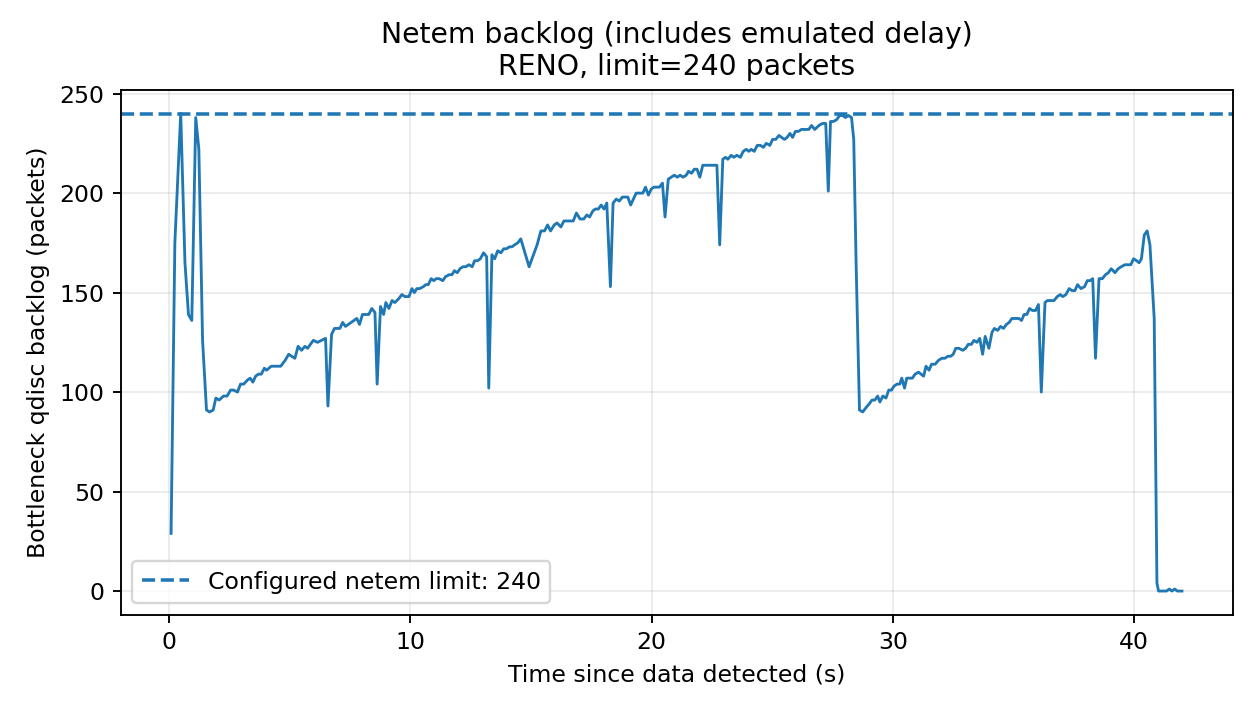 Netem backlog (includes emulated delay)
RENO, limit=240 packets
Bottleneck qdisc backlog (packets)
250
200
150
100
50
0
Configured netem limit: 240
0
10
20
30
40
Time since data detected (s)